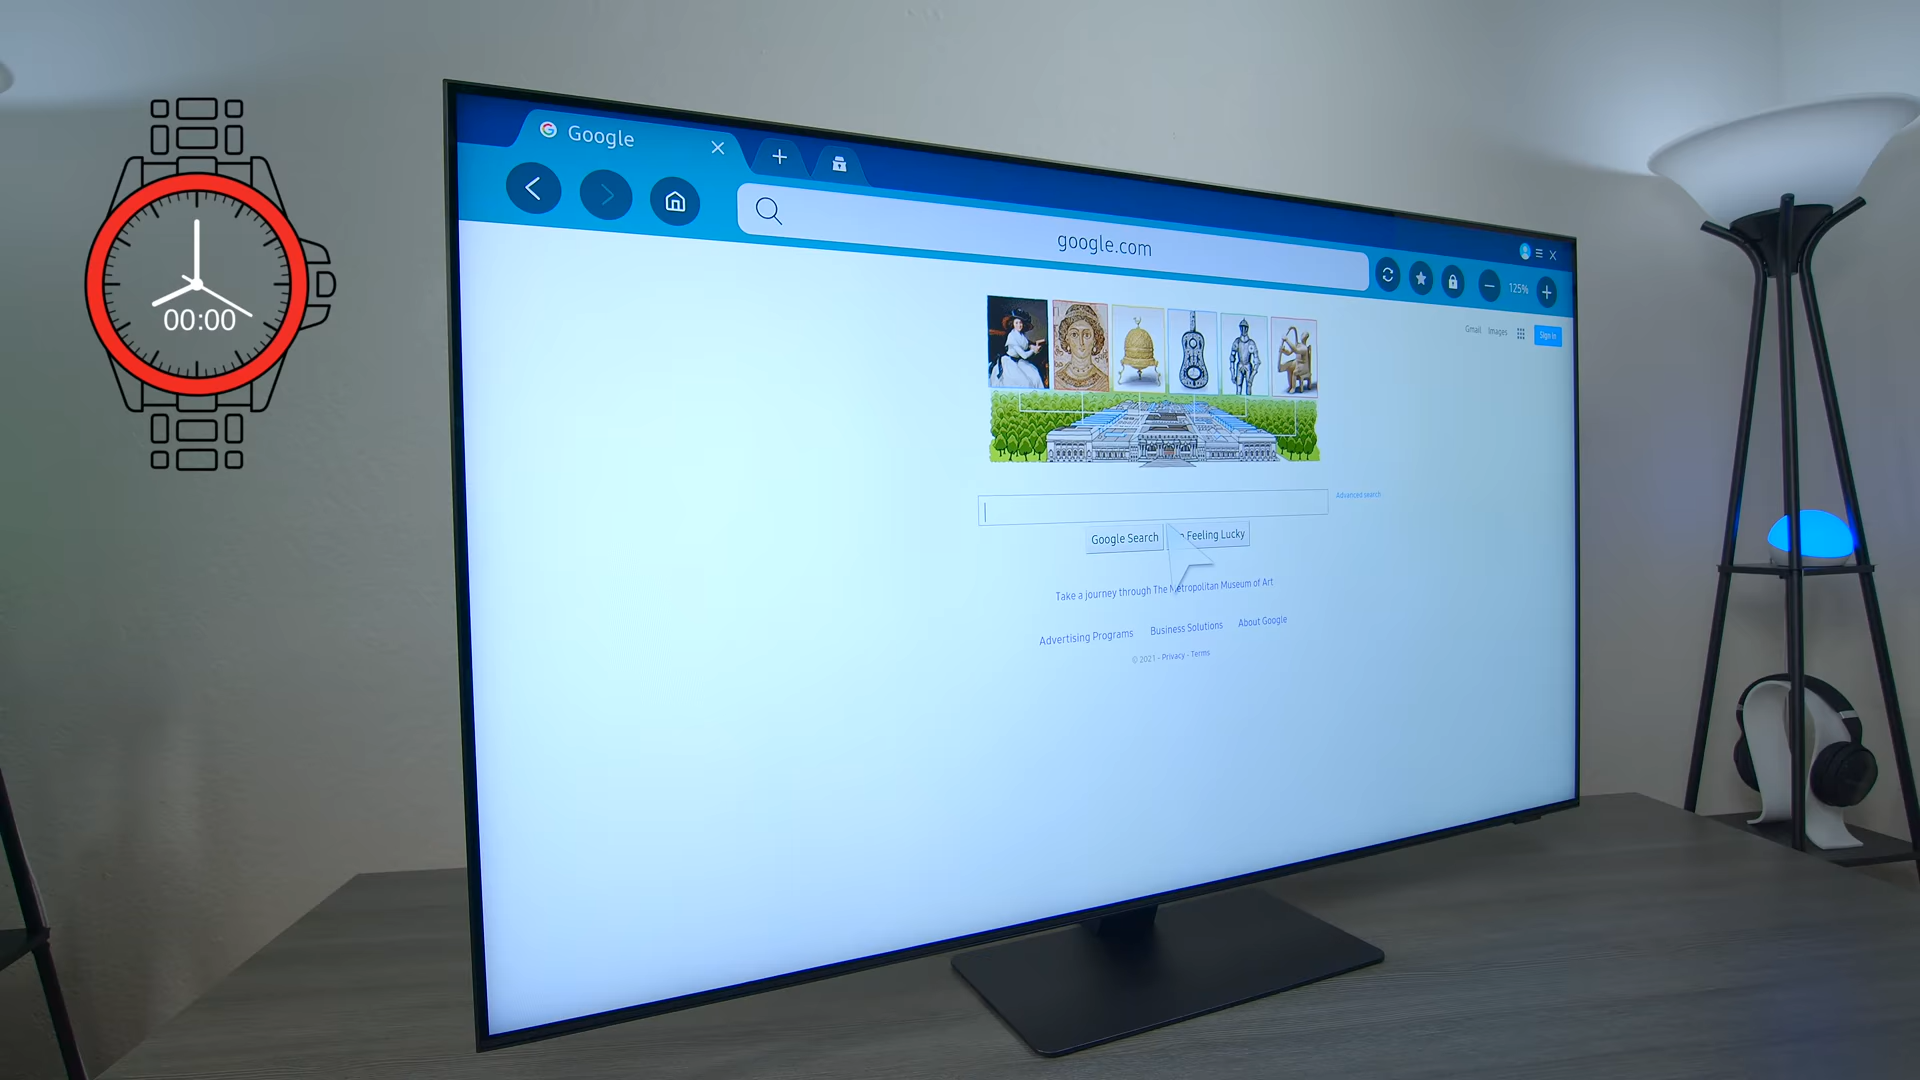 Google
google.com
125%
Gmail Images
Sign in
00:00
Advanced search
Google Search Feeling Lucky
Take a journey through The Metropolitan Museum of Art
Advertising Programs Business Solutions About Google
© 2021 - Privacy - Terms